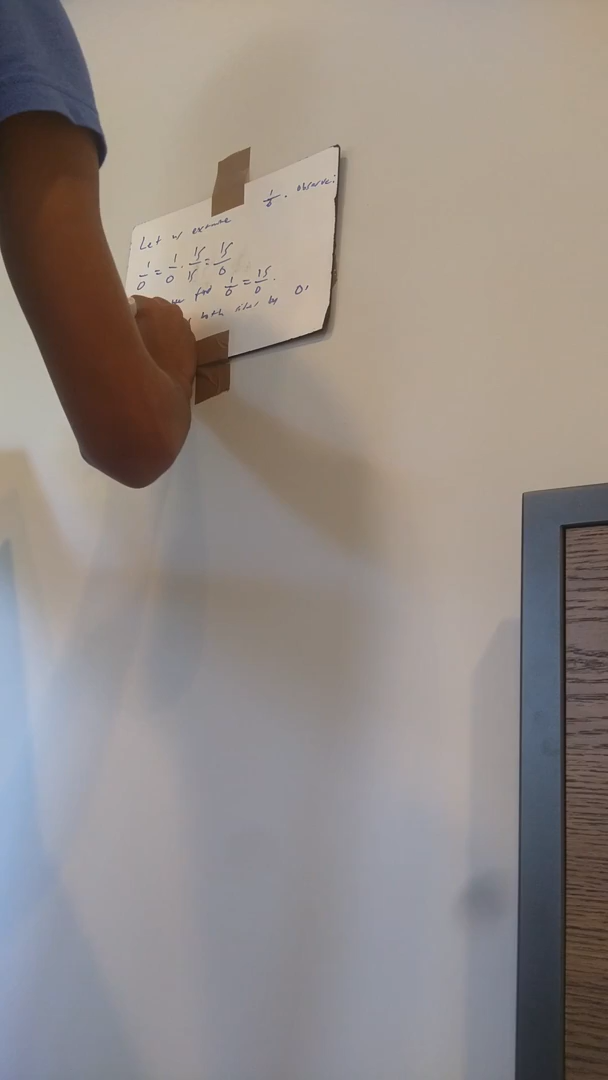 Let us examine 1/0. Observe:
1/0 = 1/0 · 15/15 = 15/0
1/0 = 15/0.
both sides by 0,